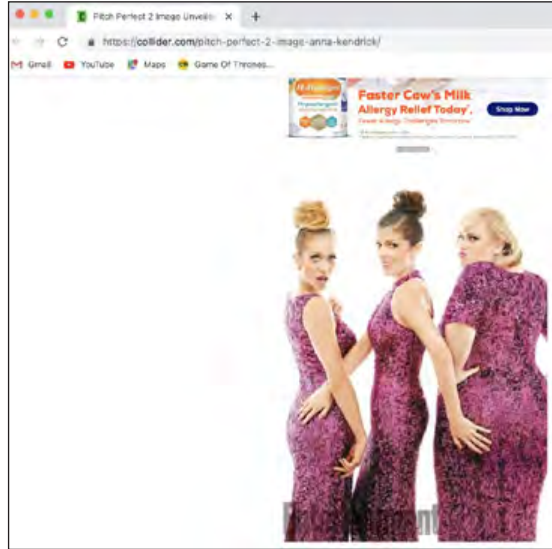 Pitch Perfect 2 Image Unveile
https://collider.com/pitch-perfect-2-image-anna-kendrick/
Gmail YouTube Maps Game Of Thrones...
Faster Cow's Milk
Allergy Relief Today*,
Shop Now